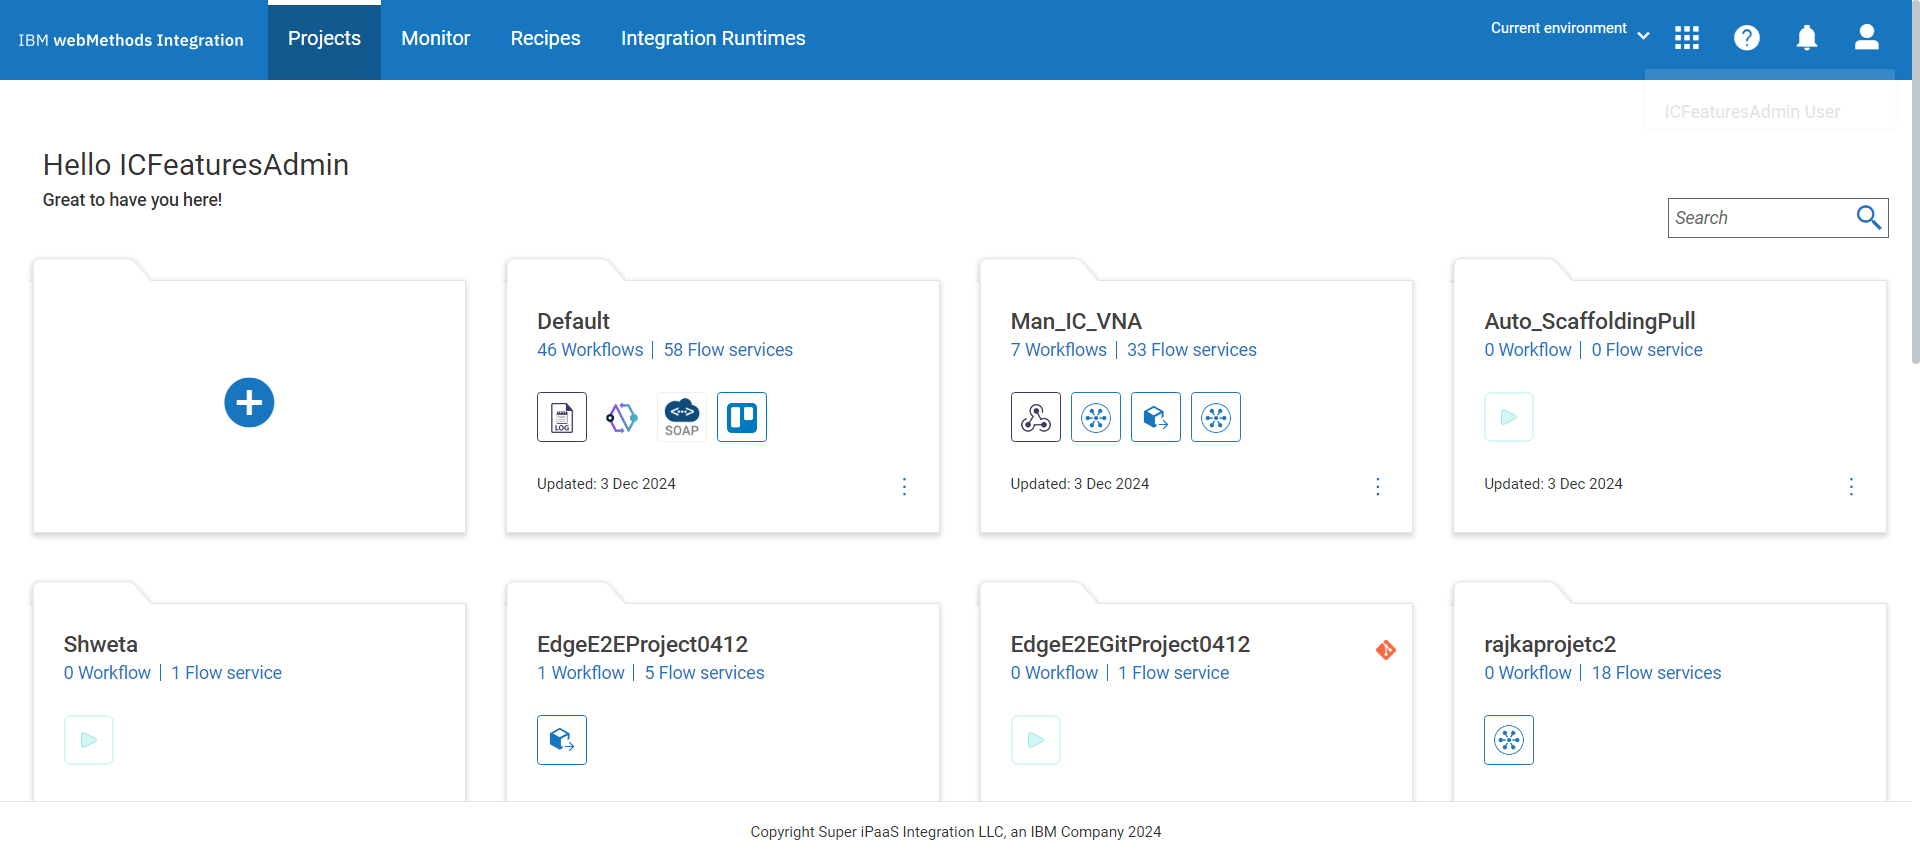 IBM webMethods Integration
Projects
Monitor
Recipes
Integration Runtimes
Current environment
ICFeaturesAdmin User
Hello ICFeaturesAdmin
Great to have you here!
Search
Default
46 Workflows | 58 Flow services
LOG
SOAP
Updated: 3 Dec 2024
Man_IC_VNA
7 Workflows | 33 Flow services
Updated: 3 Dec 2024
Auto_ScaffoldingPull
0 Workflow | 0 Flow service
Updated: 3 Dec 2024
Shweta
0 Workflow | 1 Flow service
EdgeE2EProject0412
1 Workflow | 5 Flow services
EdgeE2EGitProject0412
0 Workflow | 1 Flow service
rajkaprojetc2
0 Workflow | 18 Flow services
Copyright Super iPaaS Integration LLC, an IBM Company 2024